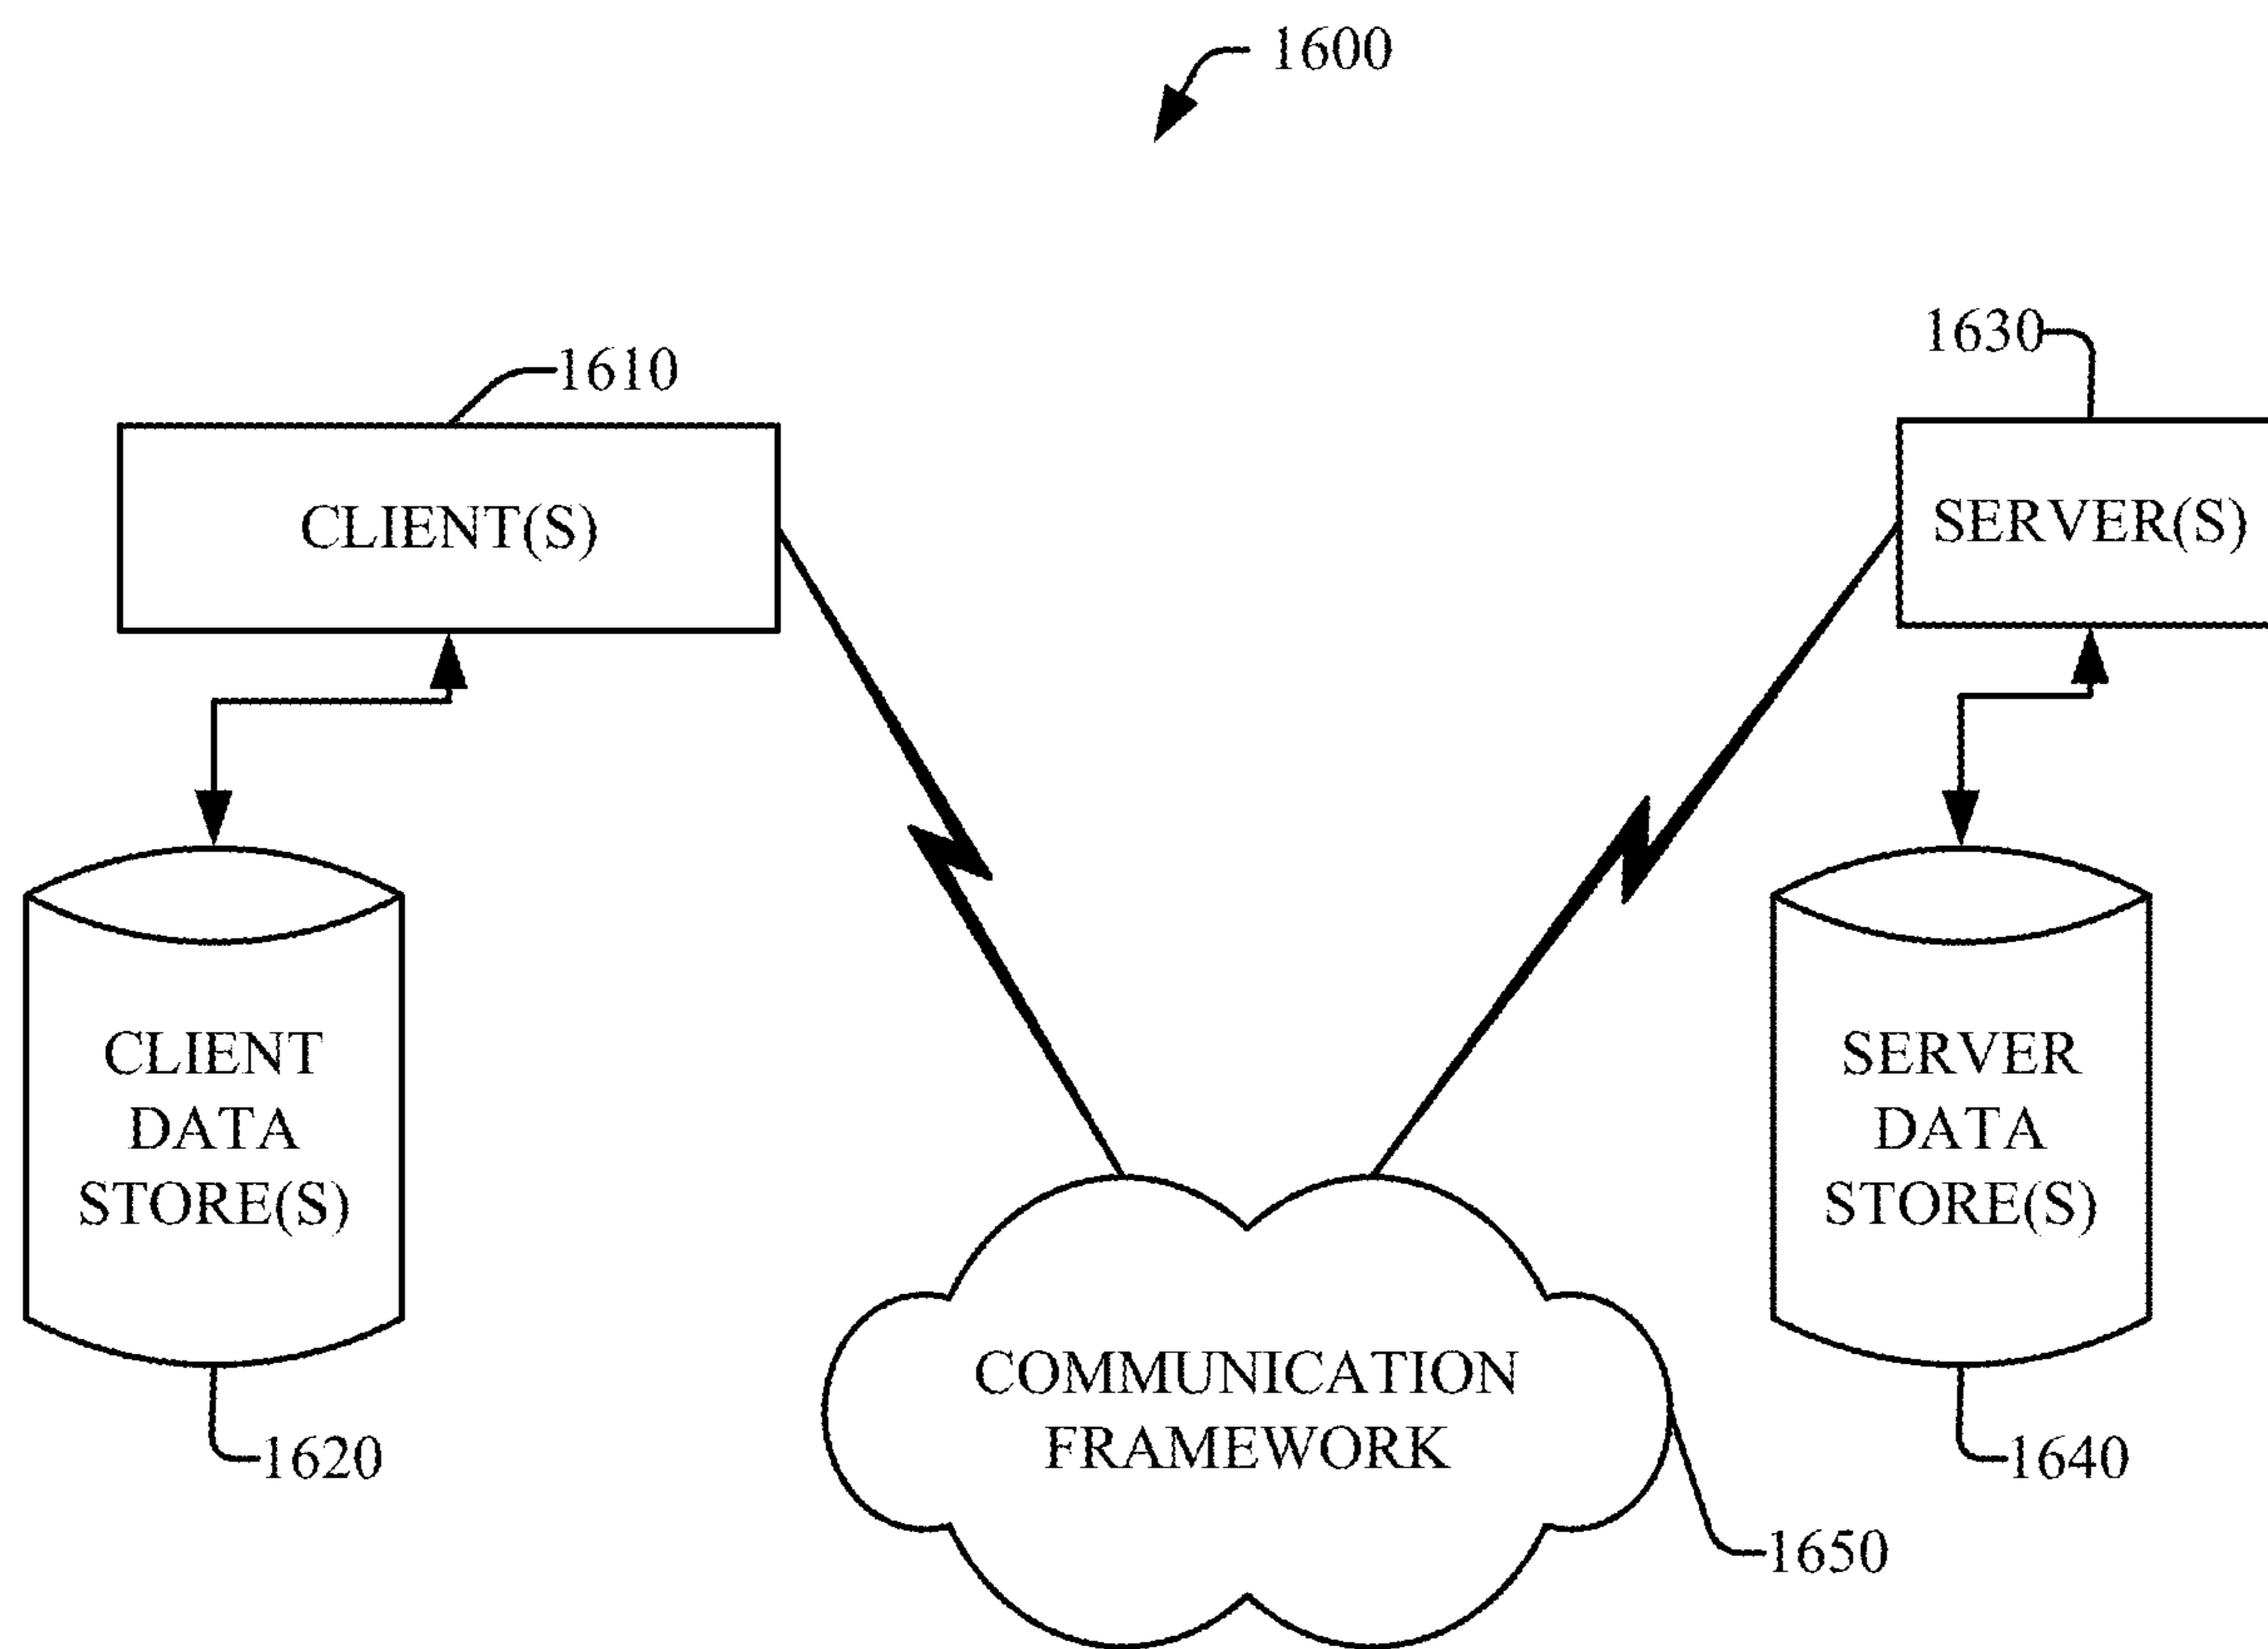 1600
1610
1630
CLIENT(S)
SERVER(S)
CLIENT
DATA
STORE(S)
SERVER
DATA
STORE(S)
COMMUNICATION
FRAMEWORK
1620
1640
1650